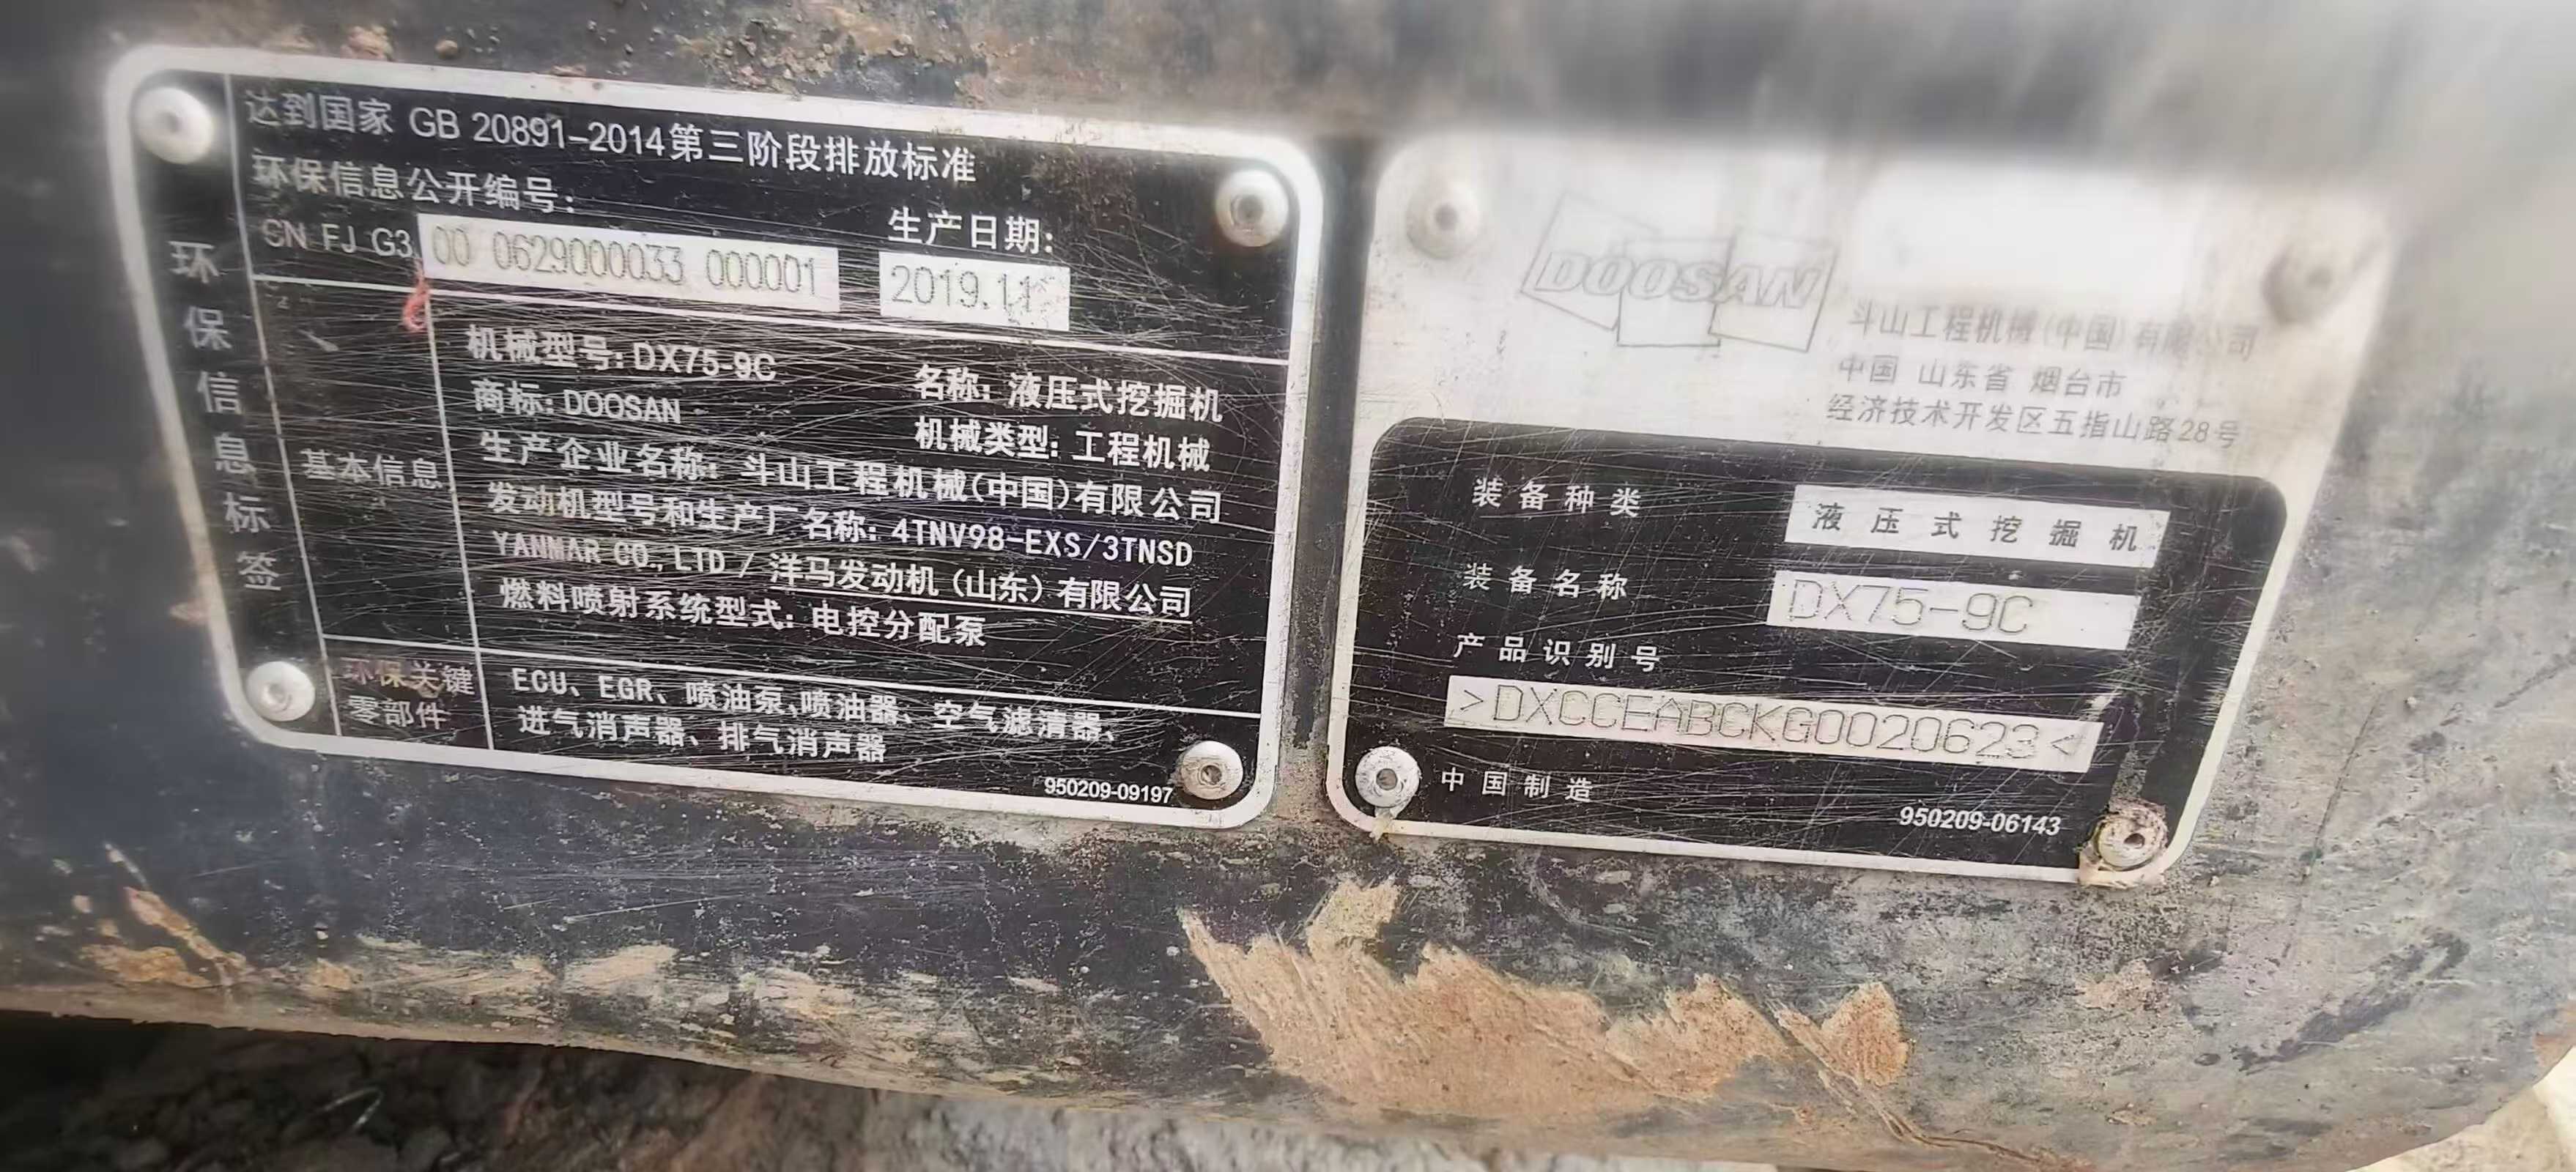 达到国家 GB 20891-2014第三阶段排放标准
环保信息公开编号:
CN FJ G3 00 0629000033 000001
生产日期:
2019.11
环保信息标签
基本信息
机械型号: DX75-9C
名称: 液压式挖掘机
商标: DOOSAN
机械类型: 工程机械
生产企业名称: 斗山工程机械(中国)有限公司
发动机型号和生产厂名称: 4TNV98-EXS/3TNSD
YANMAR CO., LTD / 洋马发动机 (山东) 有限公司
燃料喷射系统型式: 电控分配泵
环保关键
零部件
ECU、EGR、喷油泵、喷油器、空气滤清器、
进气消声器、排气消声器
950209-09197
DOOSAN
斗山工程机械(中国)有限公司
中国 山东省 烟台市
经济技术开发区五指山路28号
装备种类
液压式挖掘机
装备名称
DX75-9C
产品识别号
>DXCCEABCKG0020623<
中国制造
950209-06143